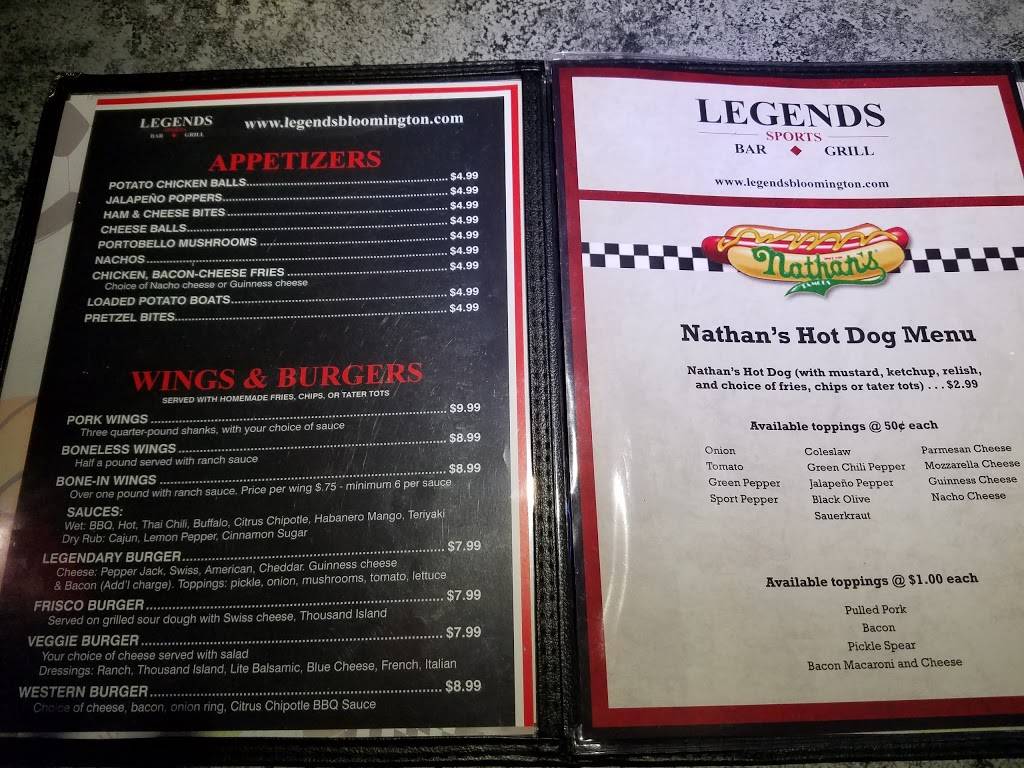 LEGENDS
SPORTS
BAR ♦ GRILL
www.legendsbloomington.com
APPETIZERS
POTATO CHICKEN BALLS........ $4.99
JALAPEÑO POPPERS........ $4.99
HAM & CHEESE BITES ........ $4.99
CHEESE BALLS........ $4.99
PORTOBELLO MUSHROOMS ........ $4.99
NACHOS........ $4.99
CHICKEN, BACON-CHEESE FRIES ........ $4.99
Choice of Nacho cheese or Guinness cheese
LOADED POTATO BOATS........ $4.99
PRETZEL BITES........ $4.99
WINGS & BURGERS
SERVED WITH HOMEMADE FRIES, CHIPS, OR TATER TOTS
PORK WINGS ........ $9.99
Three quarter-pound shanks, with your choice of sauce
BONELESS WINGS ........ $8.99
Half a pound served with ranch sauce
BONE-IN WINGS ........ $8.99
Over one pound with ranch sauce. Price per wing $.75 - minimum 6 per sauce
SAUCES:
Wet: BBQ, Hot, Thai Chili, Buffalo, Citrus Chipotle, Habanero Mango, Teriyaki
Dry Rub: Cajun, Lemon Pepper, Cinnamon Sugar
LEGENDARY BURGER........ $7.99
Cheese: Pepper Jack, Swiss, American, Cheddar. Guinness cheese
& Bacon (Add'l charge). Toppings: pickle, onion, mushrooms, tomato, lettuce
FRISCO BURGER ........ $7.99
Served on grilled sour dough with Swiss cheese, Thousand Island
VEGGIE BURGER ........ $7.99
Your choice of cheese served with salad
Dressings: Ranch, Thousand Island, Lite Balsamic, Blue Cheese, French, Italian
WESTERN BURGER........ $8.99
Choice of cheese, bacon, onion ring, Citrus Chipotle BBQ Sauce
LEGENDS
SPORTS
BAR ♦ GRILL
www.legendsbloomington.com
Nathan's
FAMOUS
Nathan's Hot Dog Menu
Nathan's Hot Dog (with mustard, ketchup, relish,
and choice of fries, chips or tater tots) . . . $2.99
Available toppings @ 50¢ each
Onion
Tomato
Green Pepper
Sport Pepper
Coleslaw
Green Chili Pepper
Jalapeño Pepper
Black Olive
Sauerkraut
Parmesan Cheese
Mozzarella Cheese
Guinness Cheese
Nacho Cheese
Available toppings @ $1.00 each
Pulled Pork
Bacon
Pickle Spear
Bacon Macaroni and Cheese